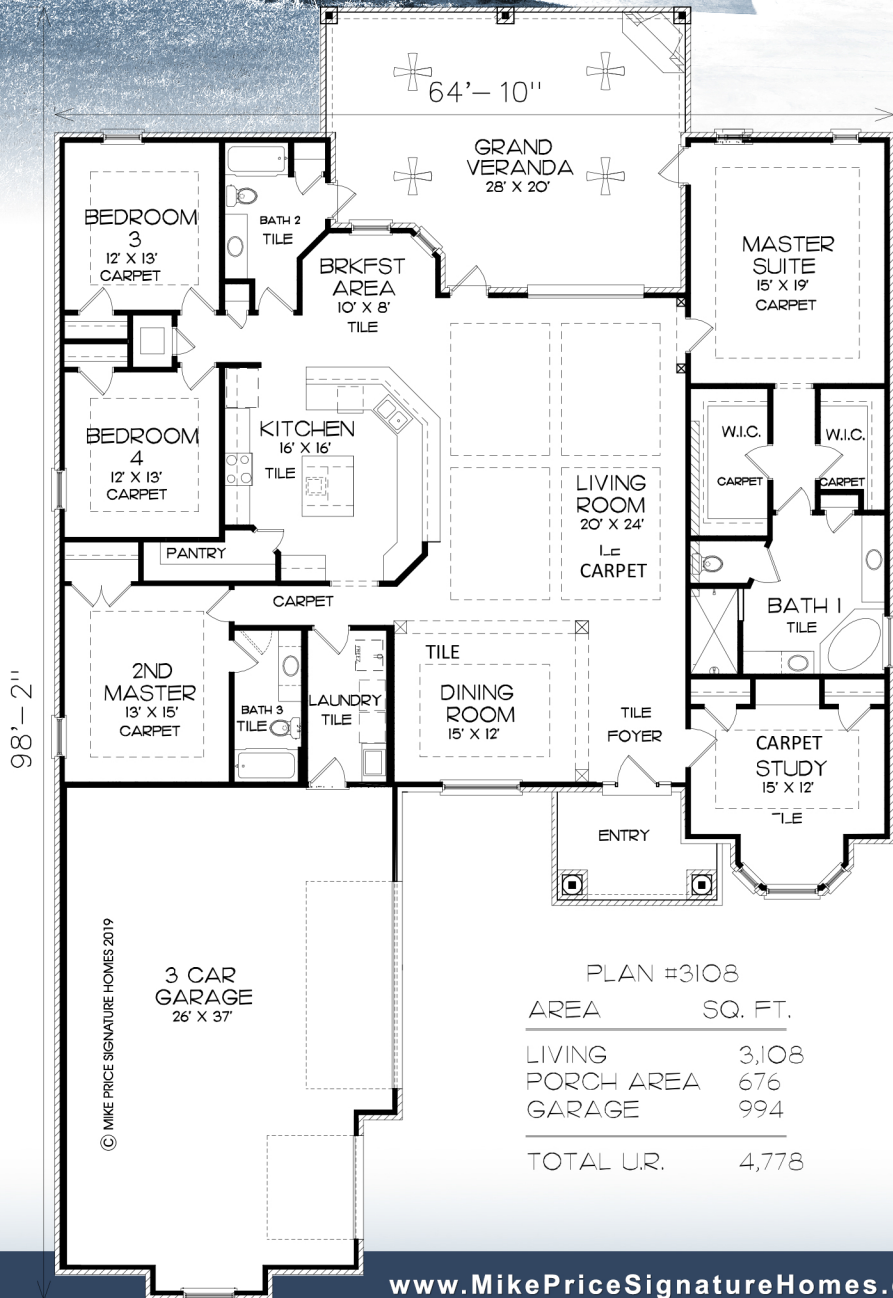 64'-10"
GRAND
VERANDA
28' X 20'
BEDROOM
3
12' X 13'
CARPET
BATH 2
TILE
BRKFST
AREA
10' X 8'
TILE
MASTER
SUITE
15' X 19'
CARPET
BEDROOM
4
12' X 13'
CARPET
KITCHEN
16' X 16'
TILE
LIVING
ROOM
20' X 24'
CARPET
W.I.C.
CARPET
W.I.C.
CARPET
PANTRY
CARPET
BATH 1
TILE
2ND
MASTER
13' X 15'
CARPET
BATH 3
TILE
LAUNDRY
TILE
TILE
DINING
ROOM
15' X 12'
TILE
FOYER
CARPET
STUDY
15' X 12'
ENTRY
98'-2"
3 CAR
GARAGE
26' X 37'
© MIKE PRICE SIGNATURE HOMES 2019
PLAN #3108
AREA SQ. FT.
LIVING 3,108
PORCH AREA 676
GARAGE 994
TOTAL U.R. 4,778
www.MikePriceSignatureHomes.